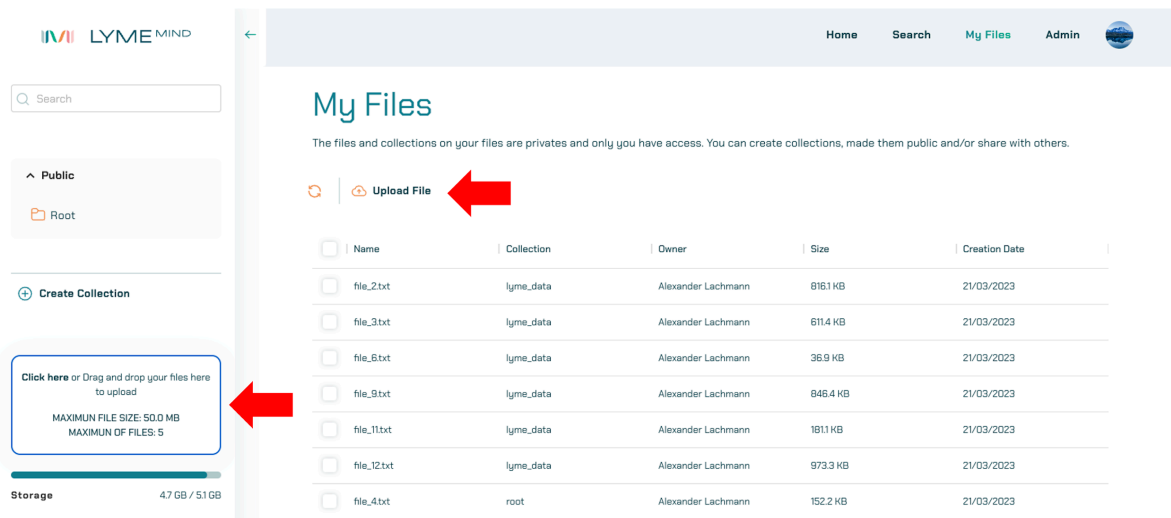 LYME MIND
Home Search My Files Admin
Search
Public
Root
Create Collection
Click here or Drag and drop your files here
to upload
MAXIMUN FILE SIZE: 50.0 MB
MAXIMUN OF FILES: 5
Storage 4.7 GB / 5.1 GB
My Files
The files and collections on your files are privates and only you have access. You can create collections, made them public and/or share with others.
Upload File
Name Collection Owner Size Creation Date
file_2.txt lyme_data Alexander Lachmann 816.1 KB 21/03/2023
file_3.txt lyme_data Alexander Lachmann 611.4 KB 21/03/2023
file_6.txt lyme_data Alexander Lachmann 36.9 KB 21/03/2023
file_9.txt lyme_data Alexander Lachmann 846.4 KB 21/03/2023
file_11.txt lyme_data Alexander Lachmann 181.1 KB 21/03/2023
file_12.txt lyme_data Alexander Lachmann 973.3 KB 21/03/2023
file_4.txt root Alexander Lachmann 152.2 KB 21/03/2023